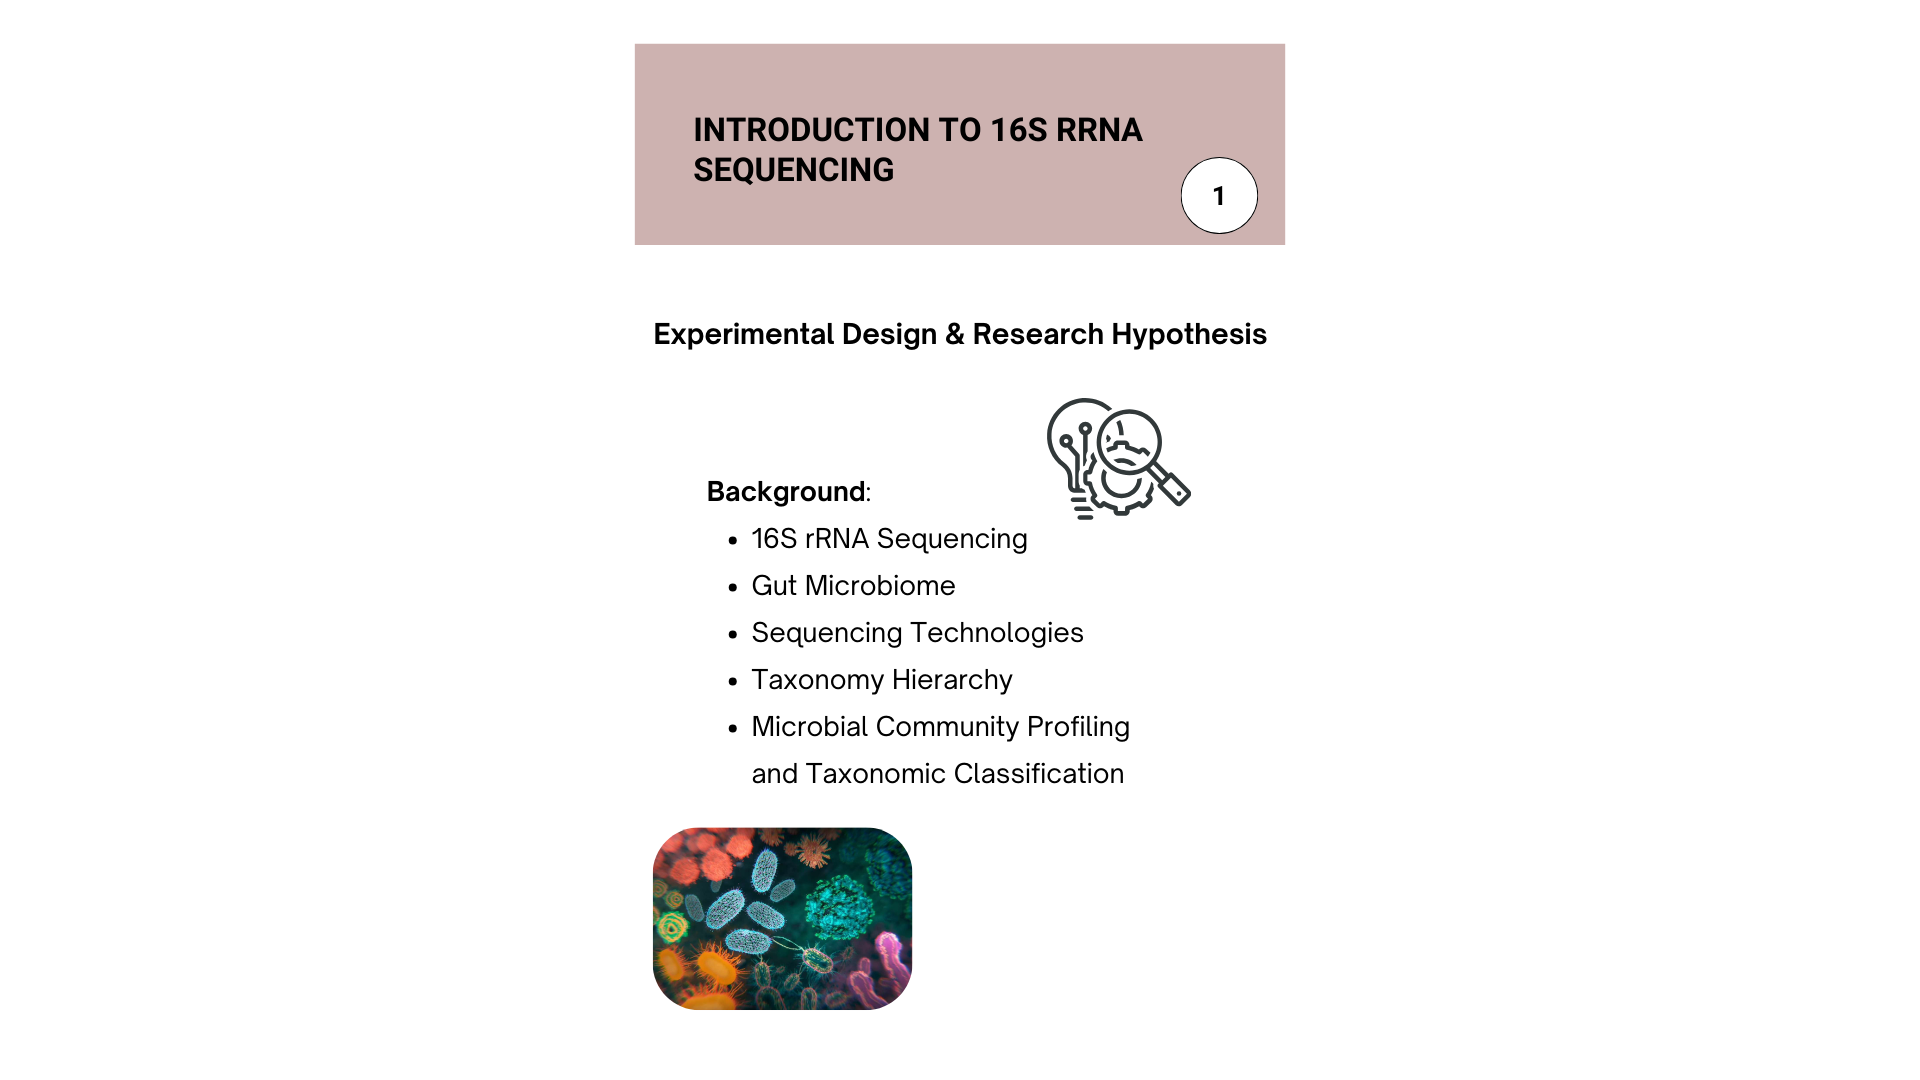 INTRODUCTION TO 16S RRNA
SEQUENCING
1
Experimental Design & Research Hypothesis
Background:
• 16S rRNA Sequencing
• Gut Microbiome
• Sequencing Technologies
• Taxonomy Hierarchy
• Microbial Community Profiling
and Taxonomic Classification